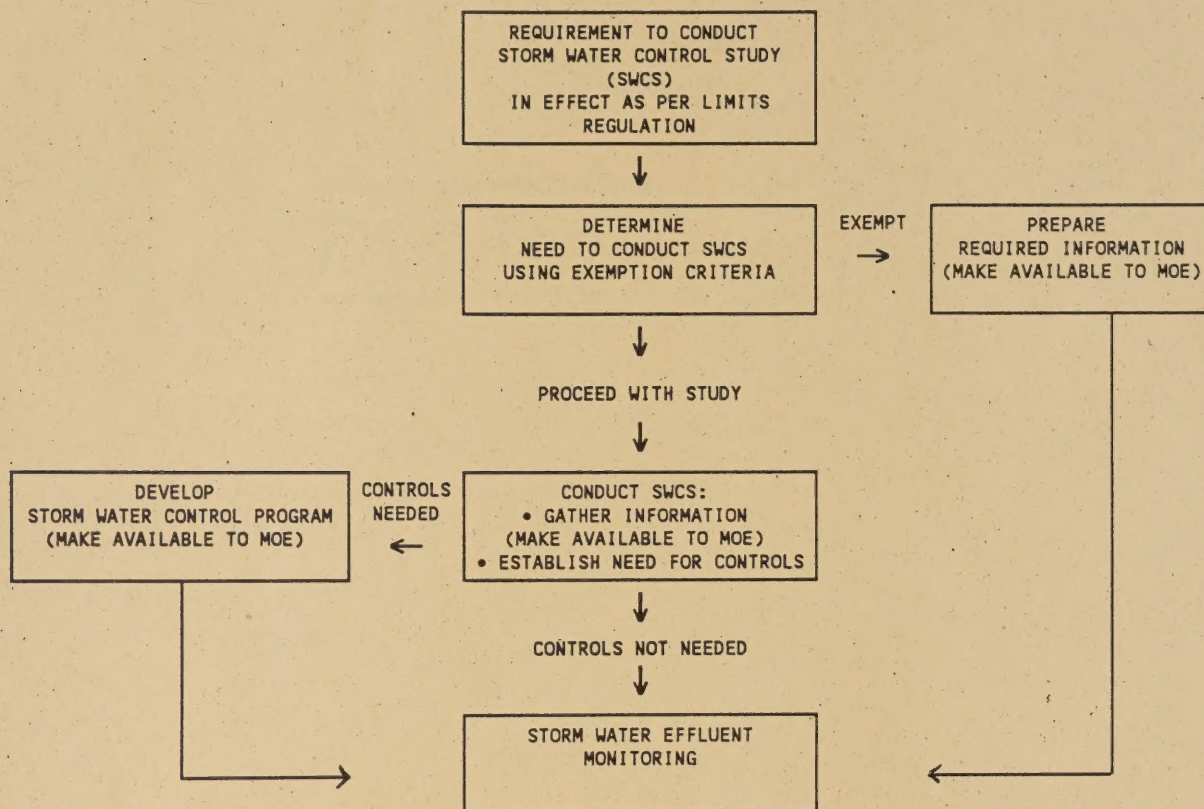 REQUIREMENT TO CONDUCT
STORM WATER CONTROL STUDY
(SWCS)
IN EFFECT AS PER LIMITS
REGULATION
DETERMINE
NEED TO CONDUCT SWCS
USING EXEMPTION CRITERIA
EXEMPT
PREPARE
REQUIRED INFORMATION
(MAKE AVAILABLE TO MOE)
PROCEED WITH STUDY
CONDUCT SWCS:
• GATHER INFORMATION
(MAKE AVAILABLE TO MOE)
• ESTABLISH NEED FOR CONTROLS
CONTROLS
NEEDED
DEVELOP
STORM WATER CONTROL PROGRAM
(MAKE AVAILABLE TO MOE)
CONTROLS NOT NEEDED
STORM WATER EFFLUENT
MONITORING